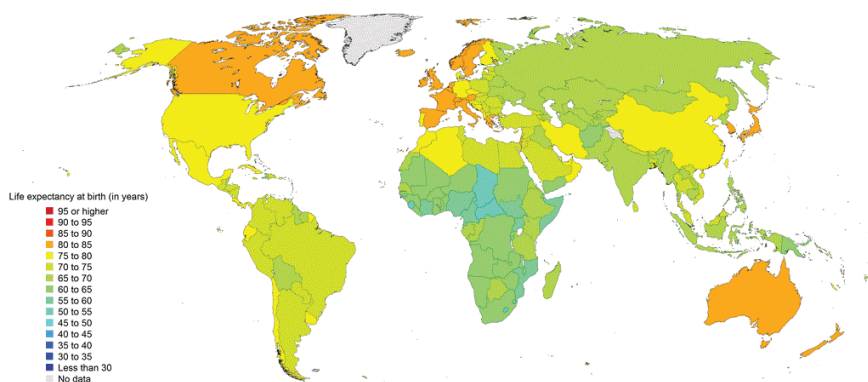 Life expectancy at birth (in years)
95 or higher
90 to 95
85 to 90
80 to 85
75 to 80
70 to 75
65 to 70
60 to 65
55 to 60
50 to 55
45 to 50
40 to 45
35 to 40
30 to 35
Less than 30
No data